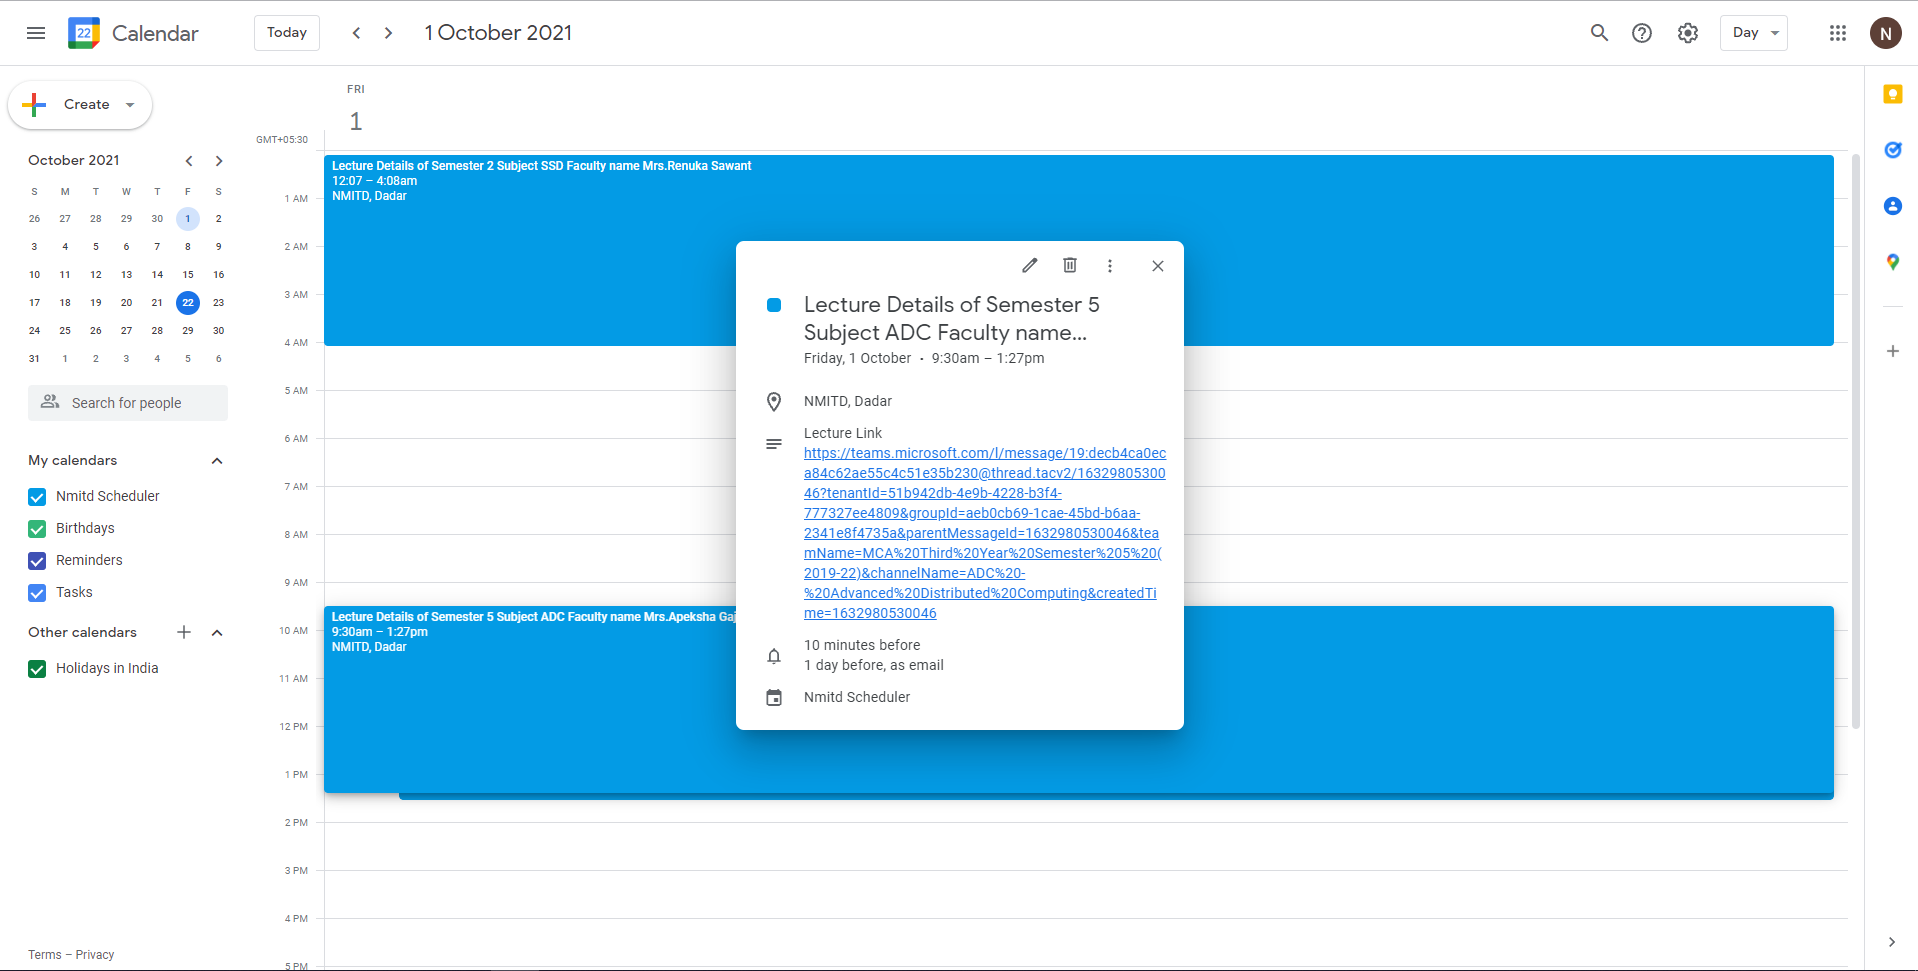 22 Calendar Today 1 October 2021 Day N
Create
FRI
1
GMT+05:30
October 2021
S M T W T F S
26 27 28 29 30 1 2
3 4 5 6 7 8 9
10 11 12 13 14 15 16
17 18 19 20 21 22 23
24 25 26 27 28 29 30
31 1 2 3 4 5 6
Search for people
My calendars
Nmitd Scheduler
Birthdays
Reminders
Tasks
Other calendars
Holidays in India
Terms – Privacy
1 AM
2 AM
3 AM
4 AM
5 AM
6 AM
7 AM
8 AM
9 AM
10 AM
11 AM
12 PM
1 PM
2 PM
3 PM
4 PM
5 PM
Lecture Details of Semester 2 Subject SSD Faculty name Mrs.Renuka Sawant
12:07 – 4:08am
NMITD, Dadar
Lecture Details of Semester 5 Subject ADC Faculty name Mrs.Apeksha Gaj
9:30am – 1:27pm
NMITD, Dadar
Lecture Details of Semester 5
Subject ADC Faculty name...
Friday, 1 October • 9:30am – 1:27pm
NMITD, Dadar
Lecture Link
https://teams.microsoft.com/l/message/19:decb4ca0ec
a84c62ae55c4c51e35b230@thread.tacv2/16329805300
46?tenantId=51b942db-4e9b-4228-b3f4-
777327ee4809&groupId=aeb0cb69-1cae-45bd-b6aa-
2341e8f4735a&parentMessageId=1632980530046&tea
mName=MCA%20Third%20Year%20Semester%205%20(
2019-22)&channelName=ADC%20-
%20Advanced%20Distributed%20Computing&createdTi
me=1632980530046
10 minutes before
1 day before, as email
Nmitd Scheduler